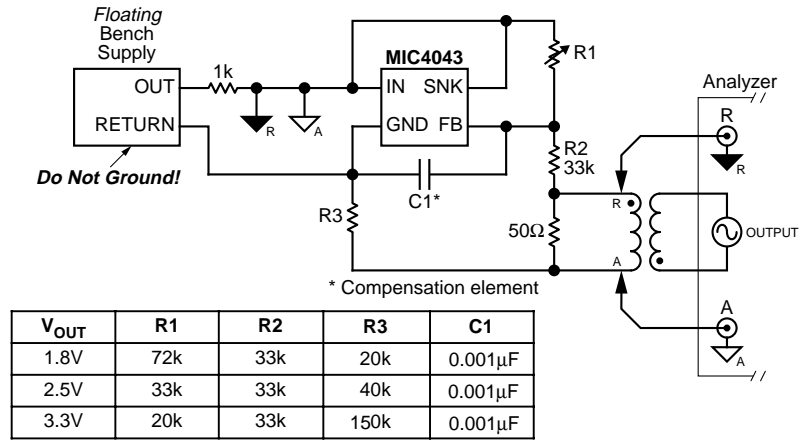 Floating
Bench
Supply
OUT
RETURN
Do Not Ground!
1k
R
A
MIC4043
IN SNK
GND FB
R1
R2
33k
C1*
R3
50Ω
R
A
Analyzer
R
R
OUTPUT
A
A
* Compensation element
VOUT R1 R2 R3 C1
1.8V 72k 33k 20k 0.001µF
2.5V 33k 33k 40k 0.001µF
3.3V 20k 33k 150k 0.001µF